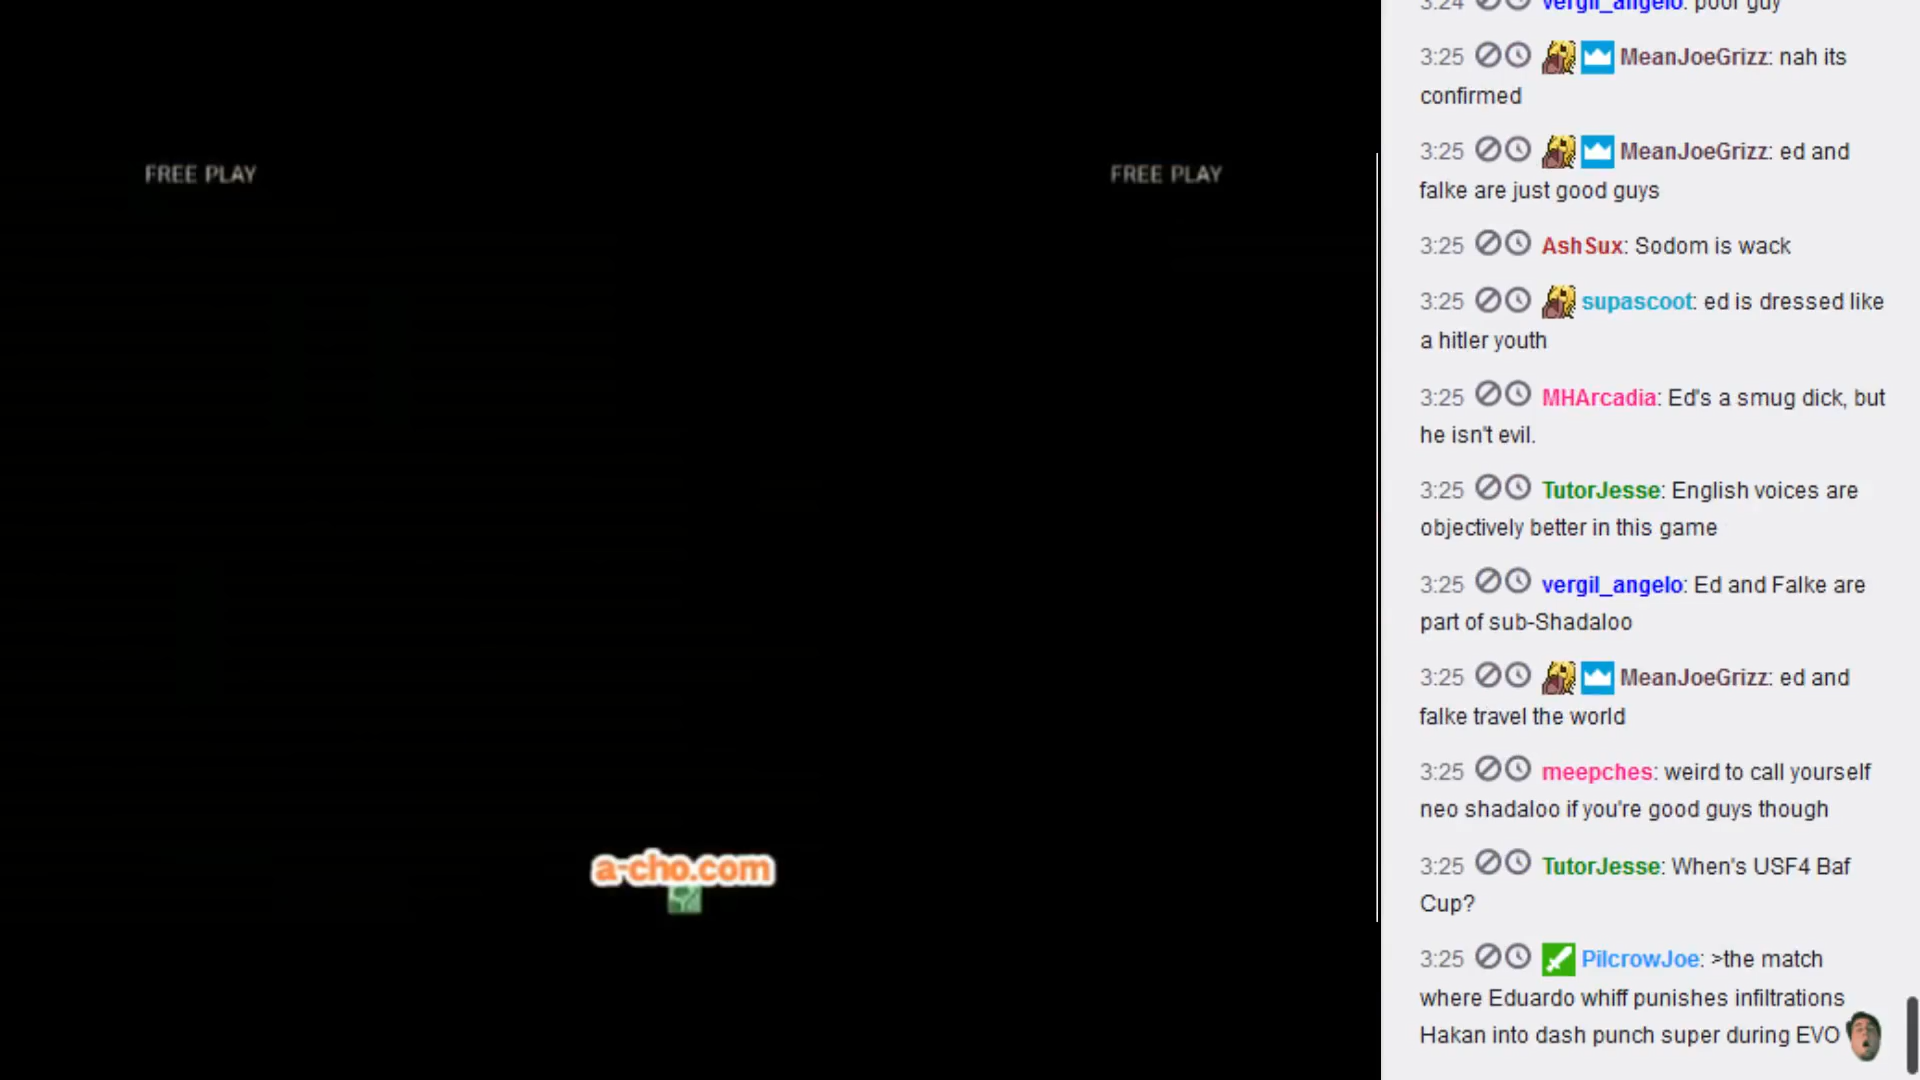 FREE PLAY
FREE PLAY
a-cho.com
3:24 vergil_angelo: poor guy
3:25 MeanJoeGrizz: nah its
confirmed
3:25 MeanJoeGrizz: ed and
falke are just good guys
3:25 AshSux: Sodom is wack
3:25 supascoot: ed is dressed like
a hitler youth
3:25 MHArcadia: Ed's a smug dick, but
he isn't evil.
3:25 TutorJesse: English voices are
objectively better in this game
3:25 vergil_angelo: Ed and Falke are
part of sub-Shadaloo
3:25 MeanJoeGrizz: ed and
falke travel the world
3:25 meepches: weird to call yourself
neo shadaloo if you're good guys though
3:25 TutorJesse: When's USF4 Baf
Cup?
3:25 PilcrowJoe: >the match
where Eduardo whiff punishes infiltrations
Hakan into dash punch super during EVO